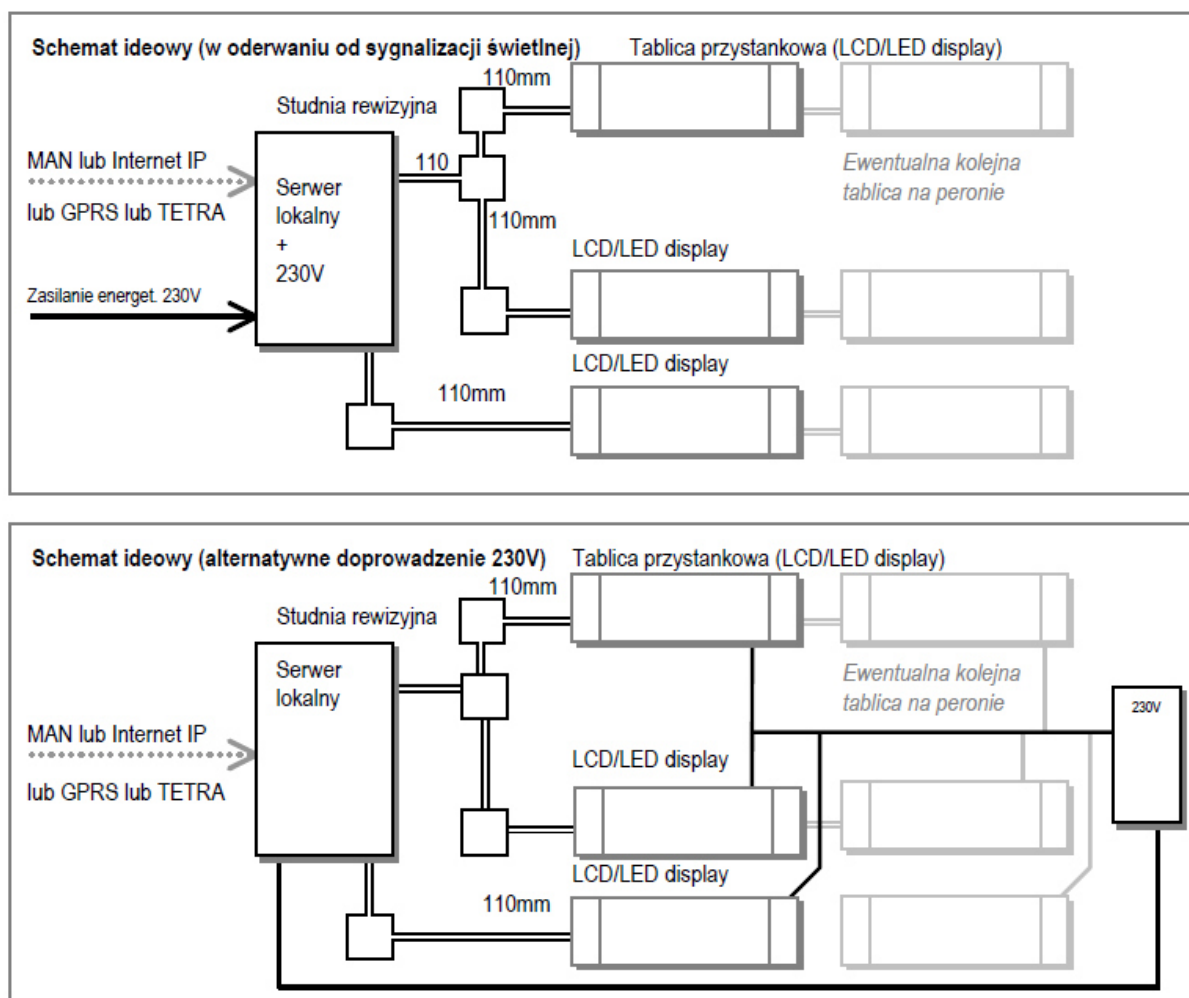 Schemat ideowy (w oderwaniu od sygnalizacji świetlnej)
Tablica przystankowa (LCD/LED display)
110mm
Studnia rewizyjna
MAN lub Internet IP
110
Ewentualna kolejna
tablica na peronie
Serwer
lokalny
+
230V
lub GPRS lub TETRA
110mm
LCD/LED display
Zasilanie energet. 230V
LCD/LED display
110mm
Schemat ideowy (alternatywne doprowadzenie 230V)
Tablica przystankowa (LCD/LED display)
110mm
Studnia rewizyjna
Serwer
lokalny
Ewentualna kolejna
tablica na peronie
230V
MAN lub Internet IP
LCD/LED display
lub GPRS lub TETRA
LCD/LED display
110mm